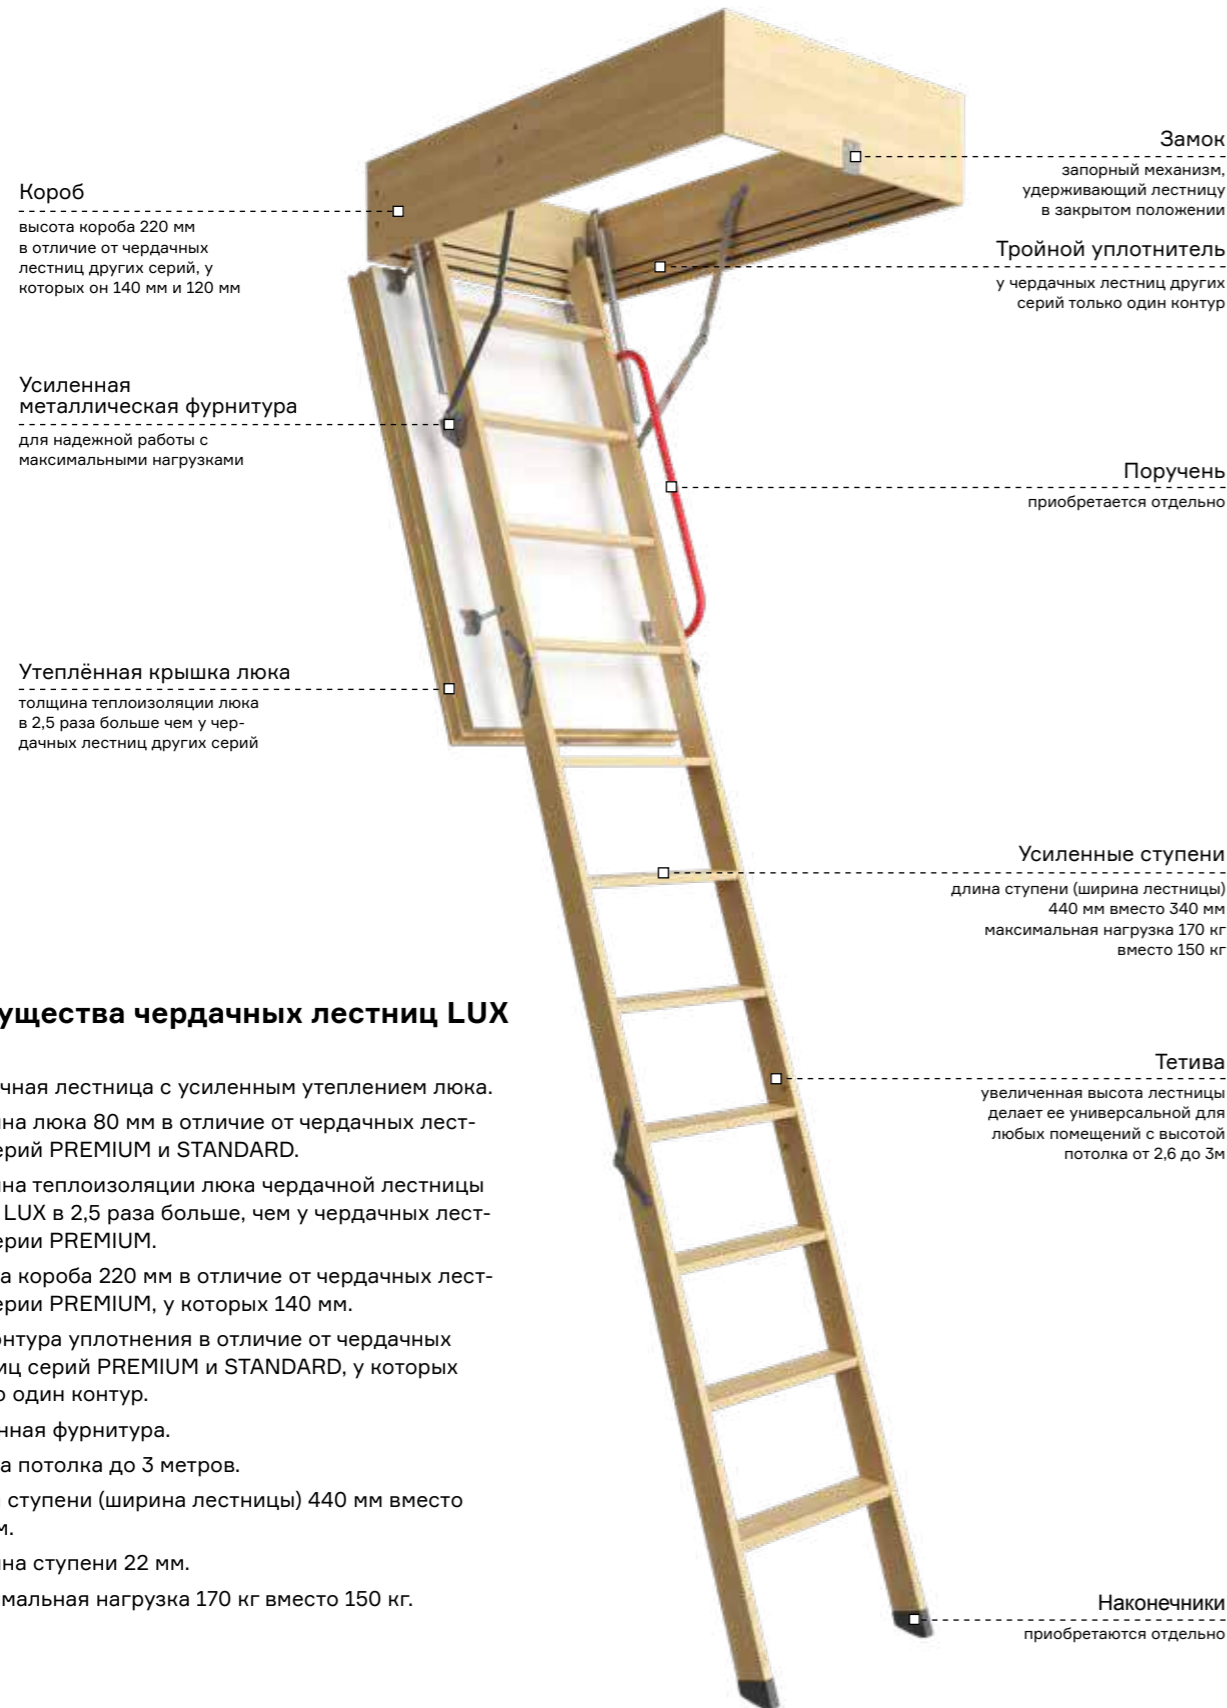 Короб
высота короба 220 мм
в отличие от чердачных
лестниц других серий, у
которых он 140 мм и 120 мм
Усиленная
металлическая фурнитура
для надежной работы с
максимальными нагрузками
Утеплённая крышка люка
толщина теплоизоляции люка
в 2,5 раза больше чем у чер-
дачных лестниц других серий
Замок
запорный механизм,
удерживающий лестницу
в закрытом положении
Тройной уплотнитель
у чердачных лестниц других
серий только один контур
Поручень
приобретается отдельно
Усиленные ступени
длина ступени (ширина лестницы)
440 мм вместо 340 мм
максимальная нагрузка 170 кг
вместо 150 кг
Тетива
увеличенная высота лестницы
делает ее универсальной для
любых помещений с высотой
потолка от 2,6 до 3м
Наконечники
приобретаются отдельно
ущества чердачных лестниц LUX
чная лестница с усиленным утеплением люка.
на люка 80 мм в отличие от чердачных лест-
ерий PREMIUM и STANDARD.
на теплоизоляции люка чердачной лестницы
LUX в 2,5 раза больше, чем у чердачных лест-
ерии PREMIUM.
а короба 220 мм в отличие от чердачных лест-
ерии PREMIUM, у которых 140 мм.
онтура уплотнения в отличие от чердачных
иц серий PREMIUM и STANDARD, у которых
о один контур.
нная фурнитура.
а потолка до 3 метров.
ступени (ширина лестницы) 440 мм вместо
м.
на ступени 22 мм.
мальная нагрузка 170 кг вместо 150 кг.